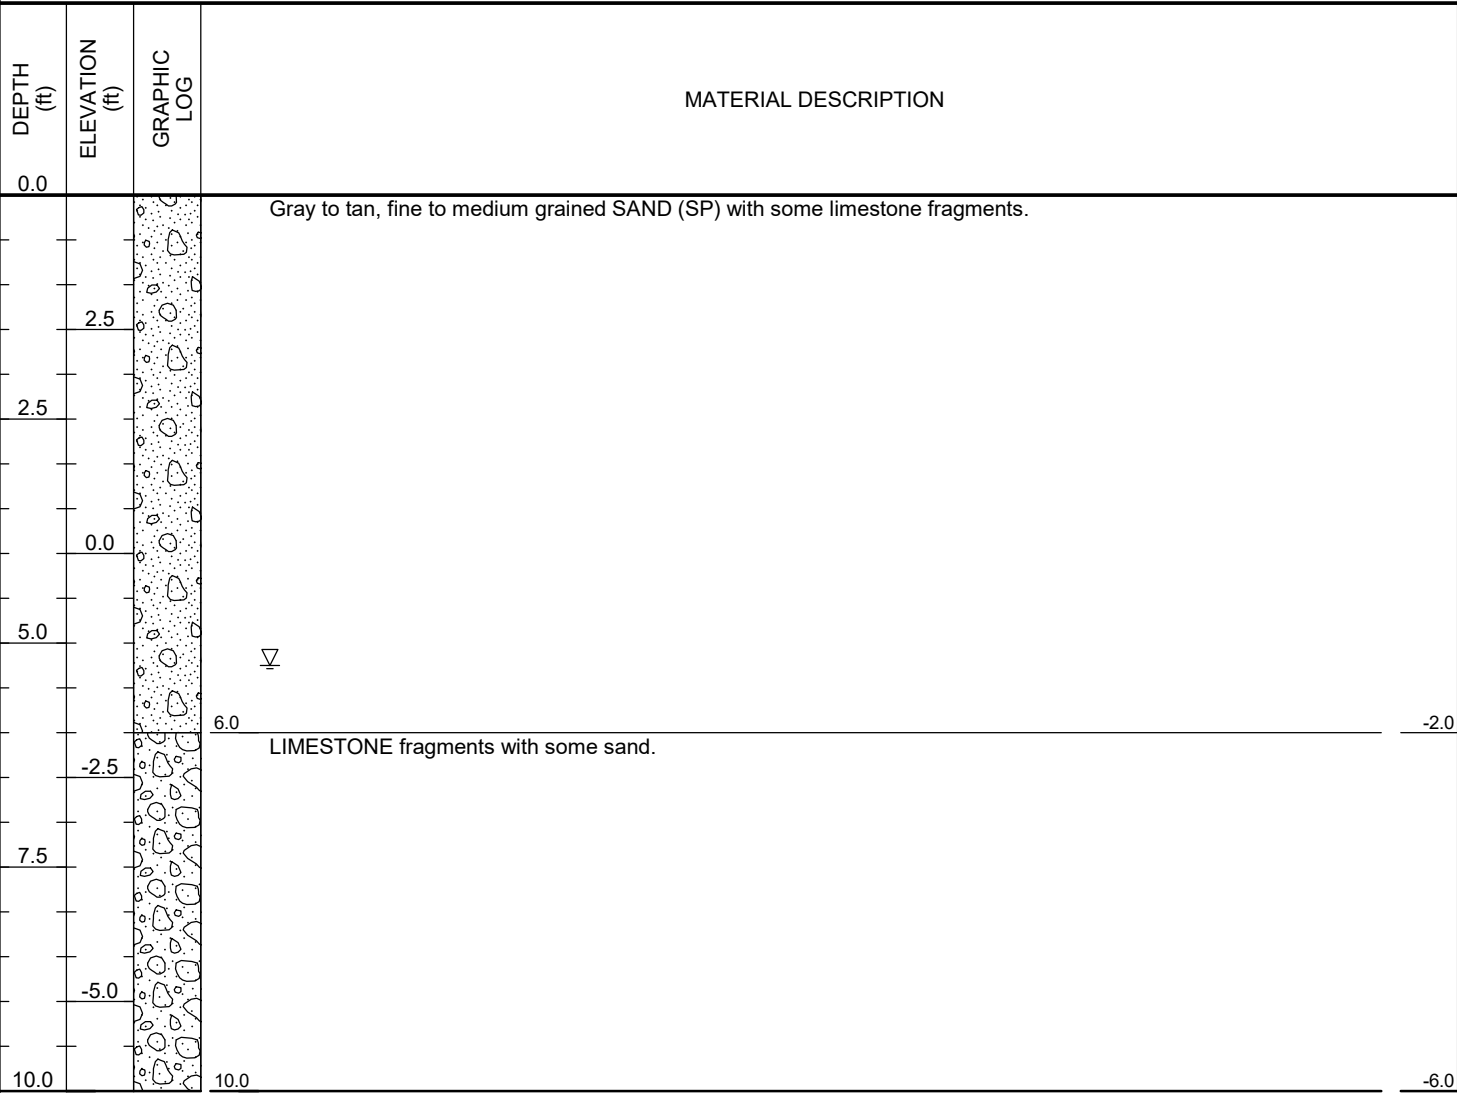 DEPTH
(ft)
ELEVATION
(ft)
GRAPHIC
LOG
MATERIAL DESCRIPTION
0.0
Gray to tan, fine to medium grained SAND (SP) with some limestone fragments.
2.5
2.5
0.0
5.0
6.0
-2.0
LIMESTONE fragments with some sand.
-2.5
7.5
-5.0
10.0
10.0
-6.0